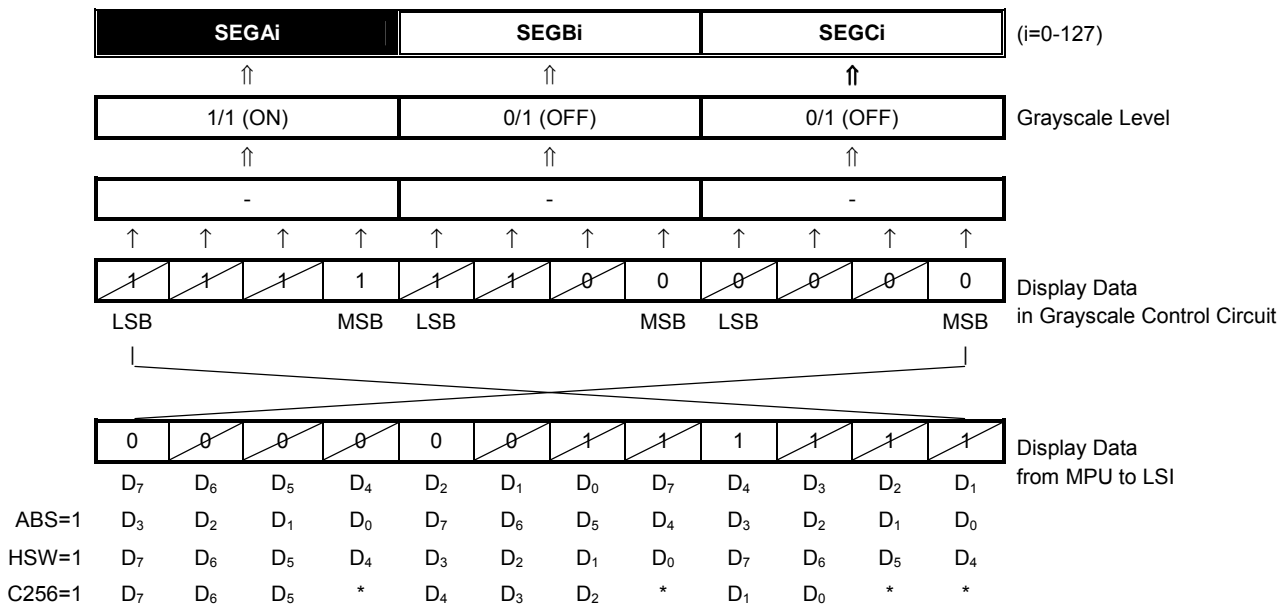 SEGAi SEGBi SEGCi (i=0-127)
⇑ ⇑ ⇑
1/1 (ON) 0/1 (OFF) 0/1 (OFF) Grayscale Level
⇑ ⇑ ⇑
- - -
↑ ↑ ↑ ↑ ↑ ↑ ↑ ↑ ↑ ↑ ↑ ↑
1 1 1 1 1 1 0 0 0 0 0 0 Display Data
in Grayscale Control Circuit
LSB MSB LSB MSB LSB MSB
0 0 0 0 0 0 1 1 1 1 1 1 Display Data
from MPU to LSI
D₇ D₆ D₅ D₄ D₂ D₁ D₀ D₇ D₄ D₃ D₂ D₁
ABS=1 D₃ D₂ D₁ D₀ D₇ D₆ D₅ D₄ D₃ D₂ D₁ D₀
HSW=1 D₇ D₆ D₅ D₄ D₃ D₂ D₁ D₀ D₇ D₆ D₅ D₄
C256=1 D₇ D₆ D₅ * D₄ D₃ D₂ * D₁ D₀ * *